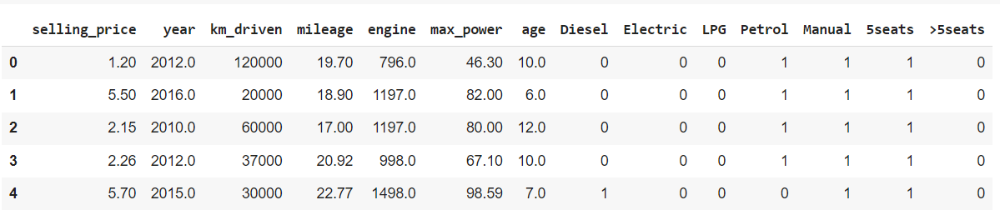 selling_price year km_driven mileage engine max_power age Diesel Electric LPG Petrol Manual 5seats >5seats
0 1.20 2012.0 120000 19.70 796.0 46.30 10.0 0 0 0 1 1 1 0
1 5.50 2016.0 20000 18.90 1197.0 82.00 6.0 0 0 0 1 1 1 0
2 2.15 2010.0 60000 17.00 1197.0 80.00 12.0 0 0 0 1 1 1 0
3 2.26 2012.0 37000 20.92 998.0 67.10 10.0 0 0 0 1 1 1 0
4 5.70 2015.0 30000 22.77 1498.0 98.59 7.0 1 0 0 0 1 1 0